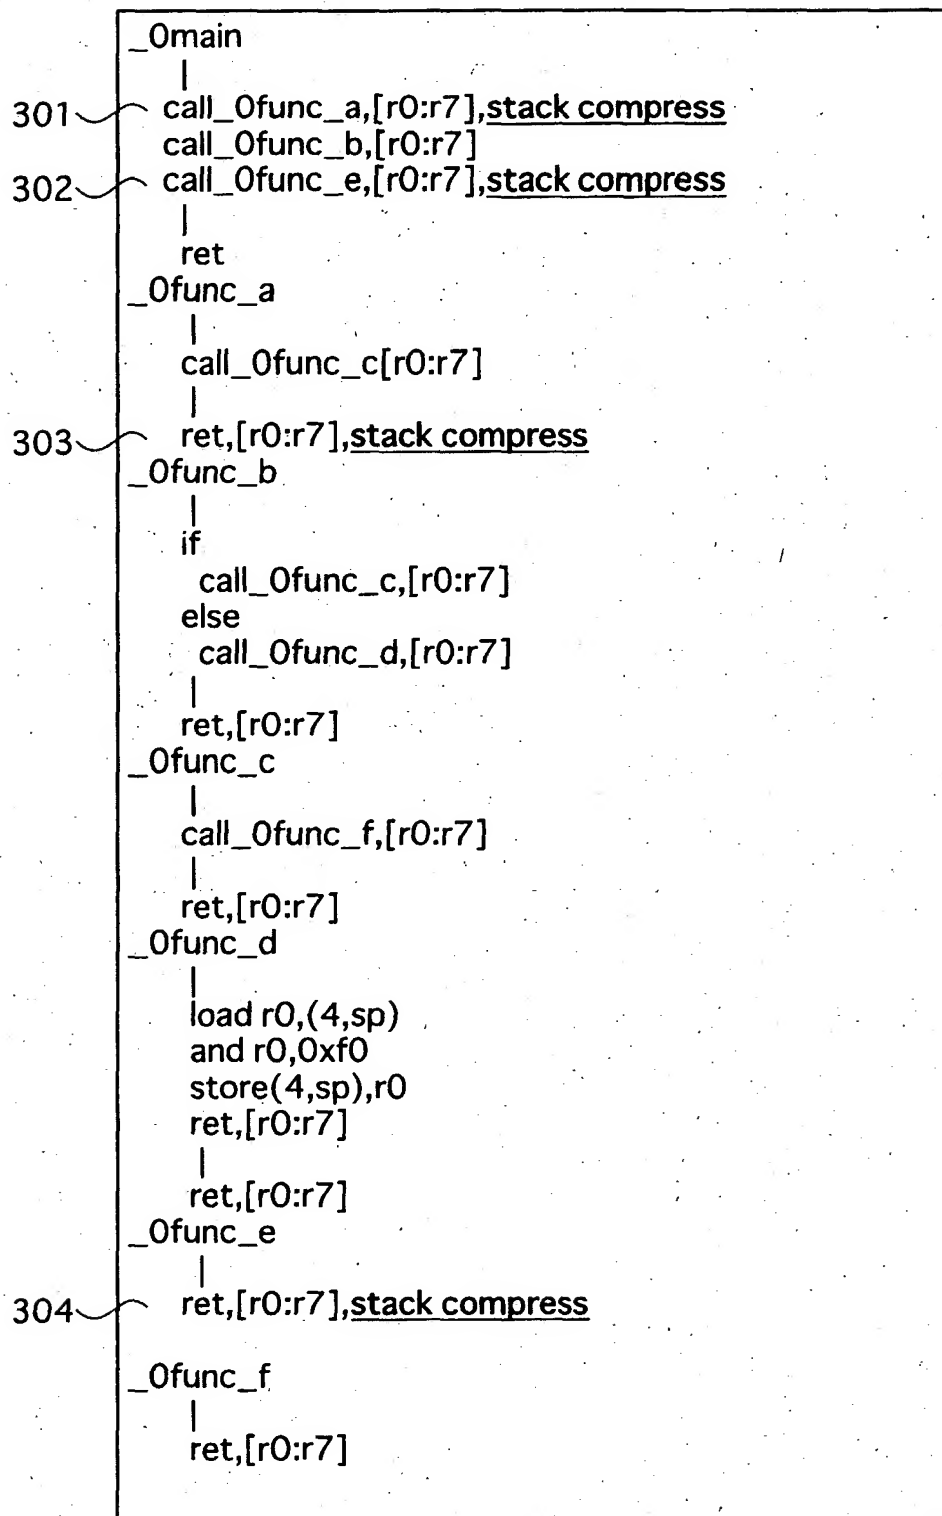 _0main
301 call_0func_a,[r0:r7],stack compress
call_0func_b,[r0:r7]
302 call_0func_e,[r0:r7],stack compress
ret
_0func_a
call_0func_c[r0:r7]
303 ret,[r0:r7],stack compress
_0func_b
if
call_0func_c,[r0:r7]
else
call_0func_d,[r0:r7]
ret,[r0:r7]
_0func_c
call_0func_f,[r0:r7]
ret,[r0:r7]
_0func_d
load r0,(4,sp)
and r0,0xf0
store(4,sp),r0
ret,[r0:r7]
ret,[r0:r7]
_0func_e
304 ret,[r0:r7],stack compress
_0func_f
ret,[r0:r7]